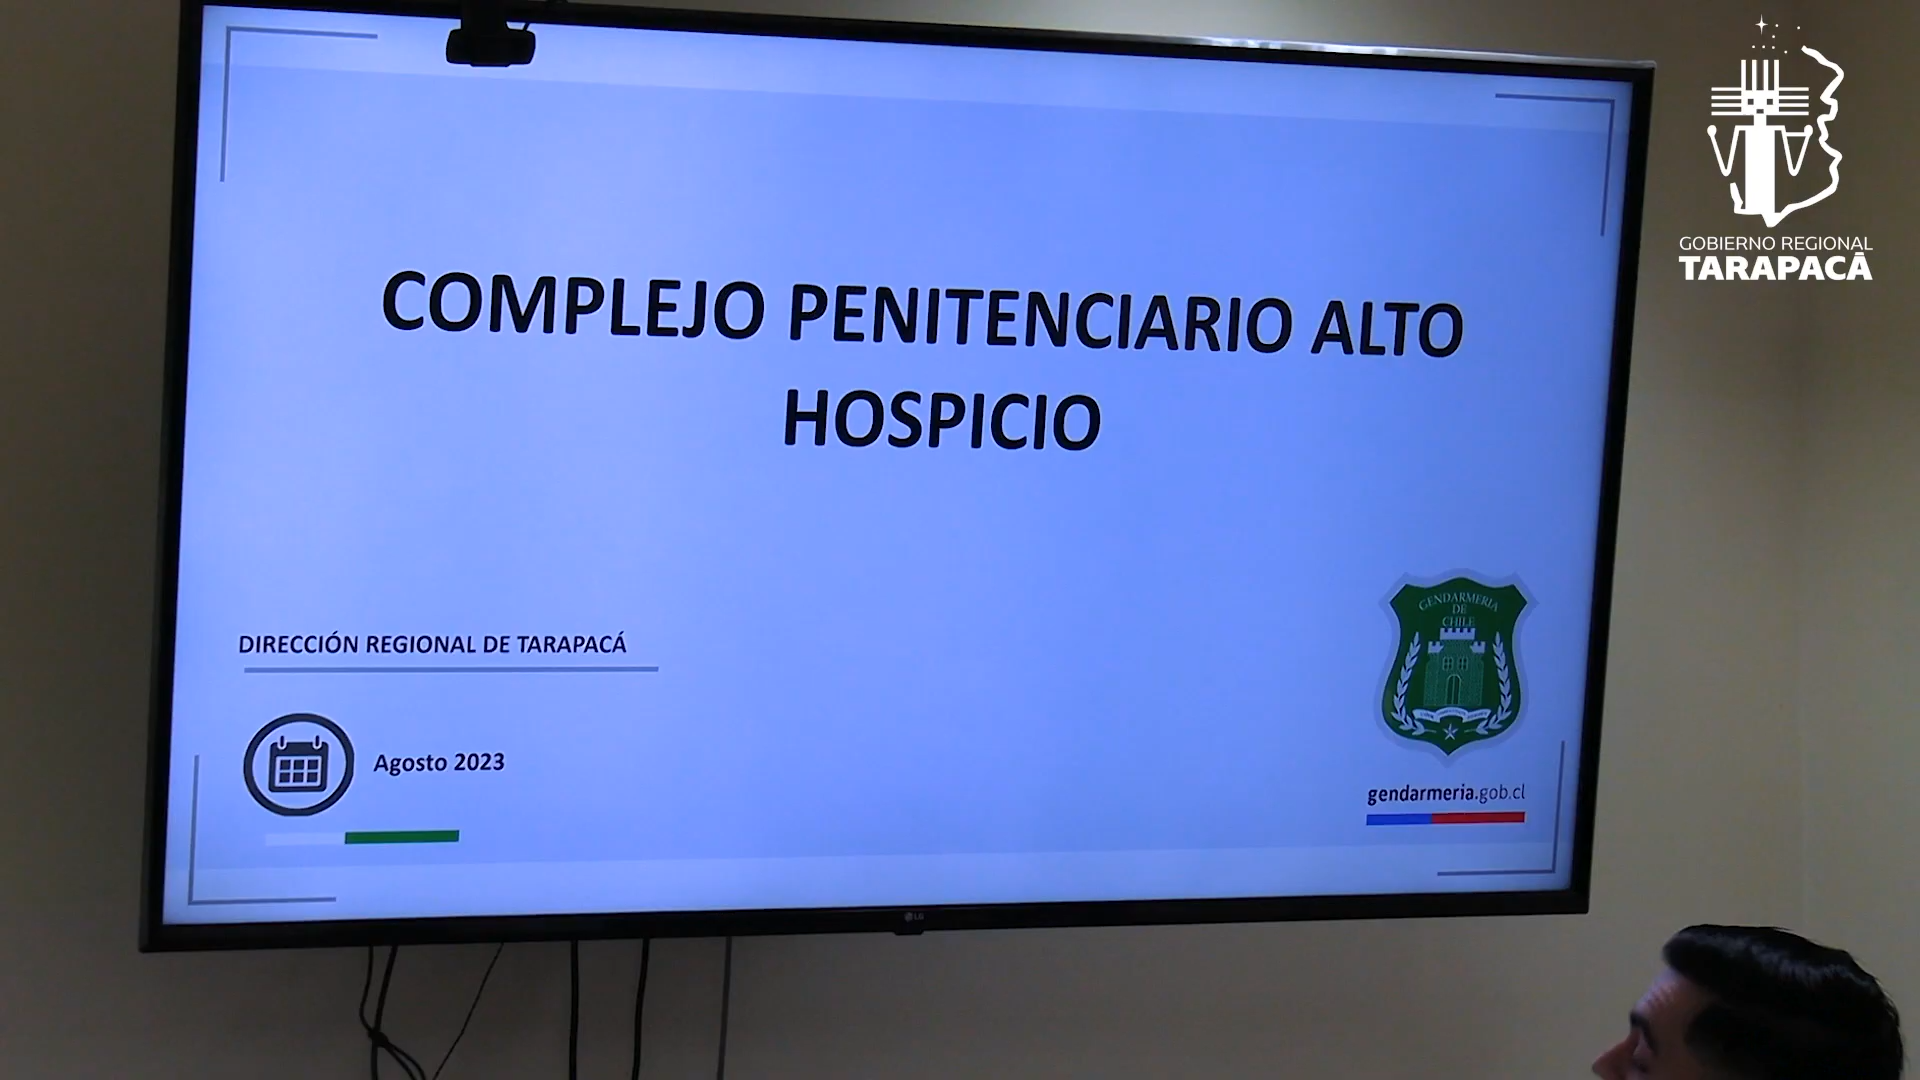 GOBIERNO REGIONAL
TARAPACÁ
COMPLEJO PENITENCIARIO ALTO
HOSPICIO
DIRECCIÓN REGIONAL DE TARAPACÁ
Agosto 2023
GENDARMERIA
DE
CHILE
gendarmeria.gob.cl
LG